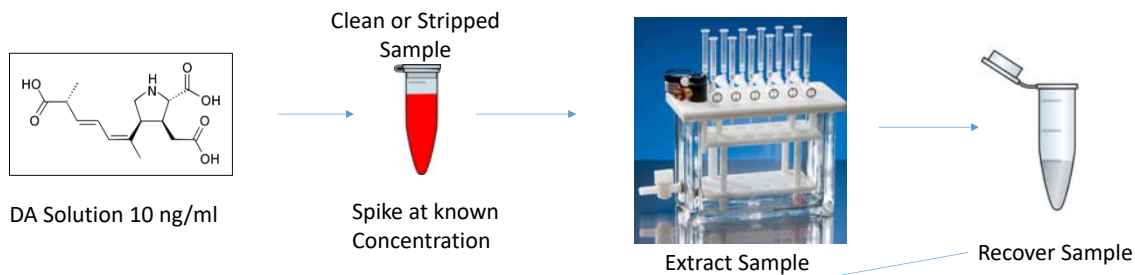 Clean or Stripped
Sample
HO
O
NH
O
OH
O
OH
DA Solution 10 ng/ml
Spike at known
Concentration
Extract Sample
Recover Sample